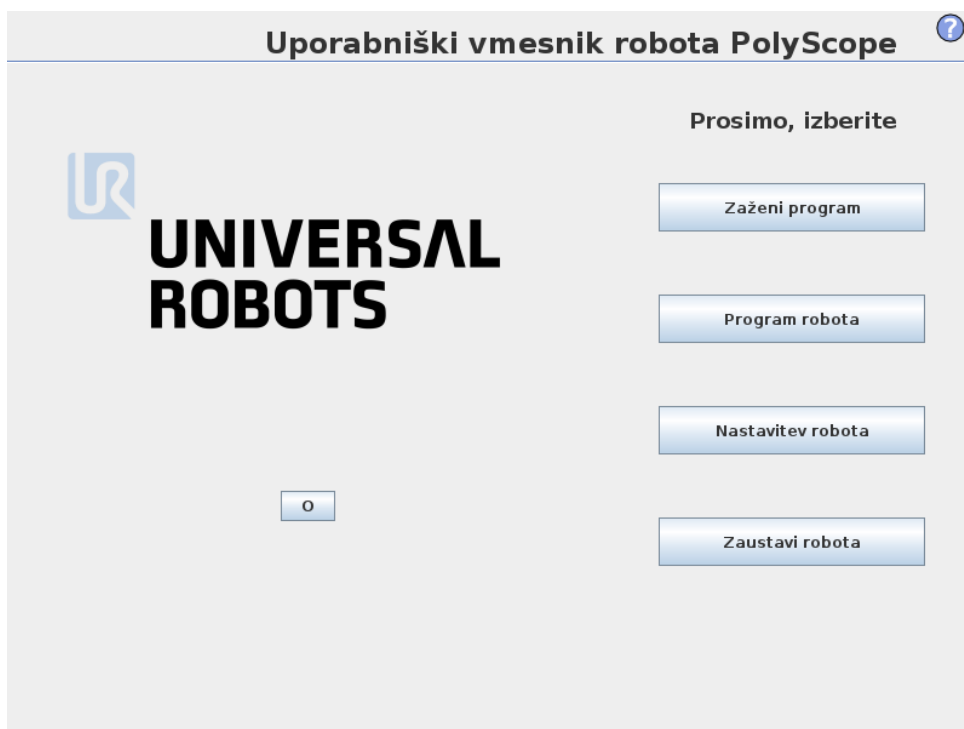 Uporabniški vmesnik robota PolyScope
?
Prosimo, izberite
UR
UNIVERSAL
ROBOTS
Zaženi program
Program robota
Nastavitev robota
O
Zaustavi robota